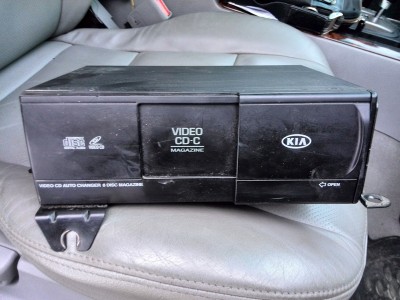 VIDEO
CD-C
MAGAZINE
KIA
VIDEO CD AUTO CHANGER 6 DISC MAGAZINE
OPEN